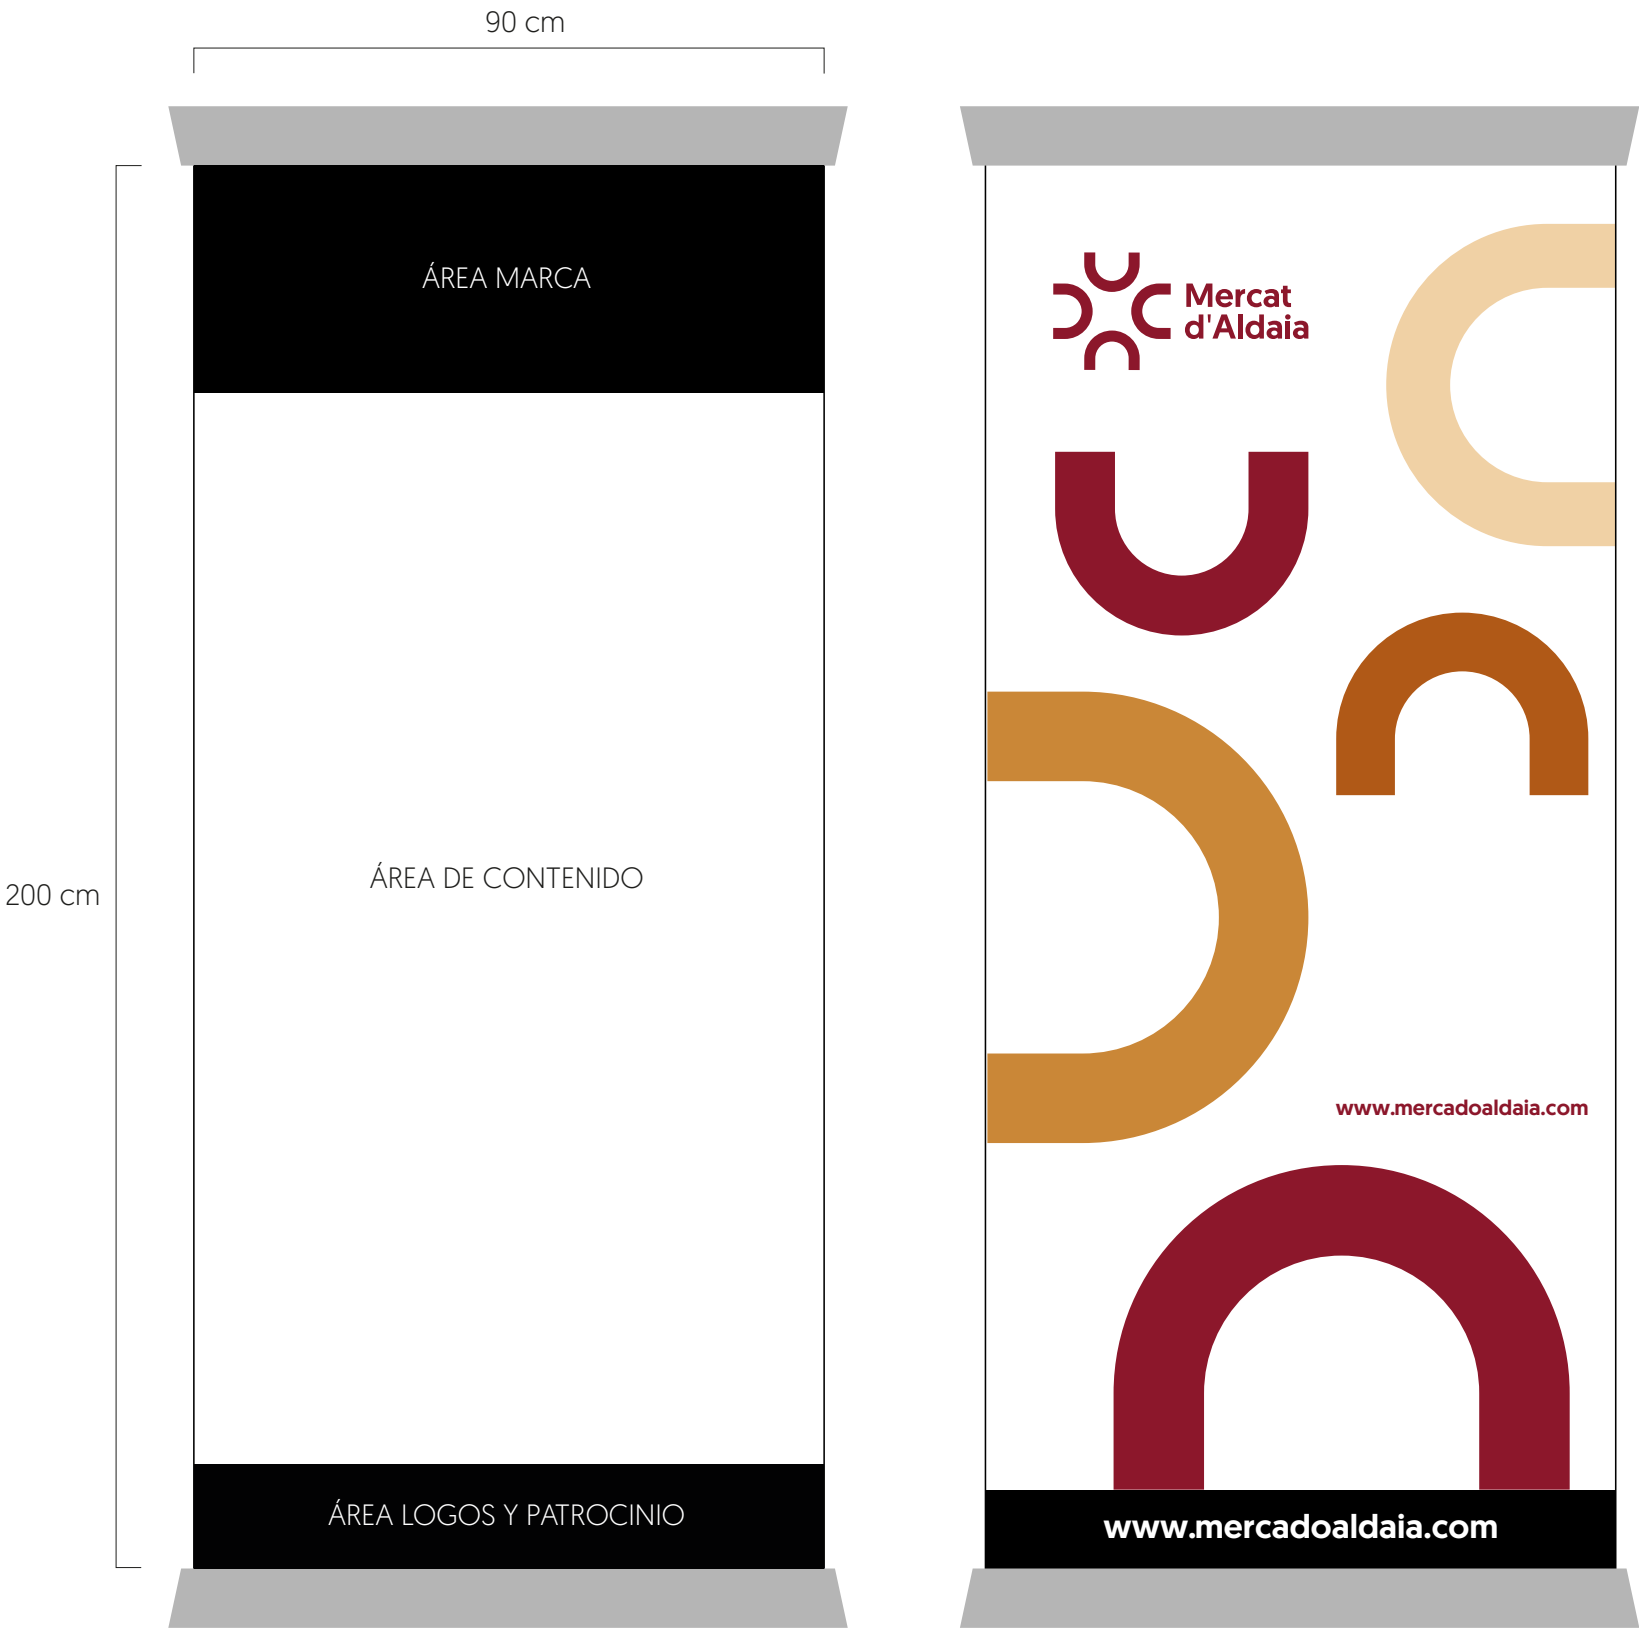 90 cm
ÁREA MARCA
200 cm
ÁREA DE CONTENIDO
ÁREA LOGOS Y PATROCINIO
Mercat
d'Aldaia
www.mercadoaldaia.com
www.mercadoaldaia.com